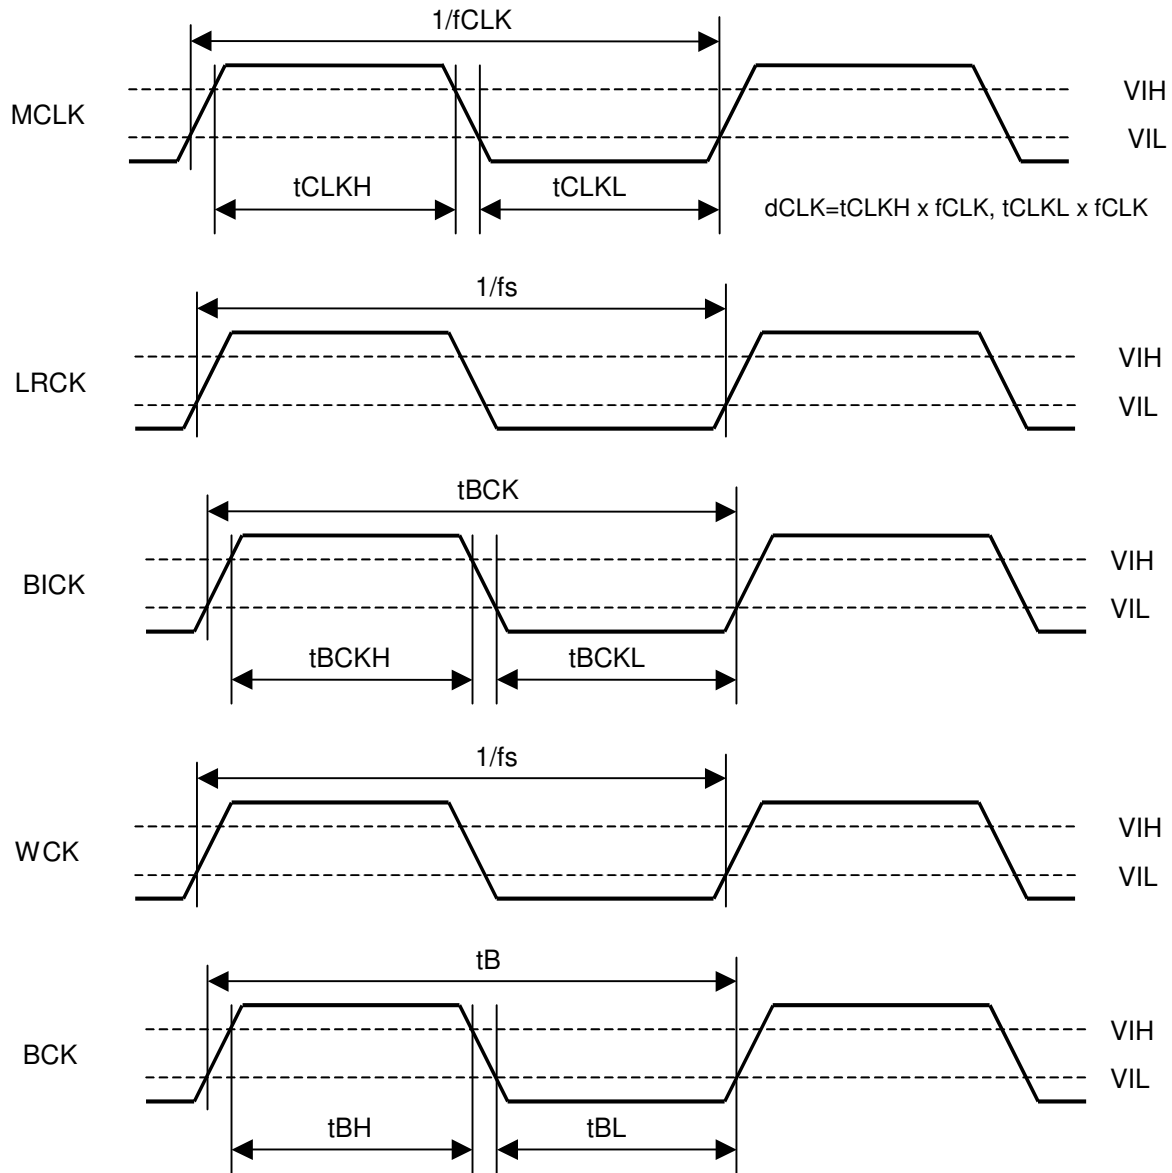 1/fCLK
MCLK
VIH
VIL
tCLKH
tCLKL
dCLK=tCLKH x fCLK, tCLKL x fCLK
1/fs
LRCK
VIH
VIL
tBCK
BICK
VIH
VIL
tBCKH
tBCKL
1/fs
WCK
VIH
VIL
tB
BCK
VIH
VIL
tBH
tBL